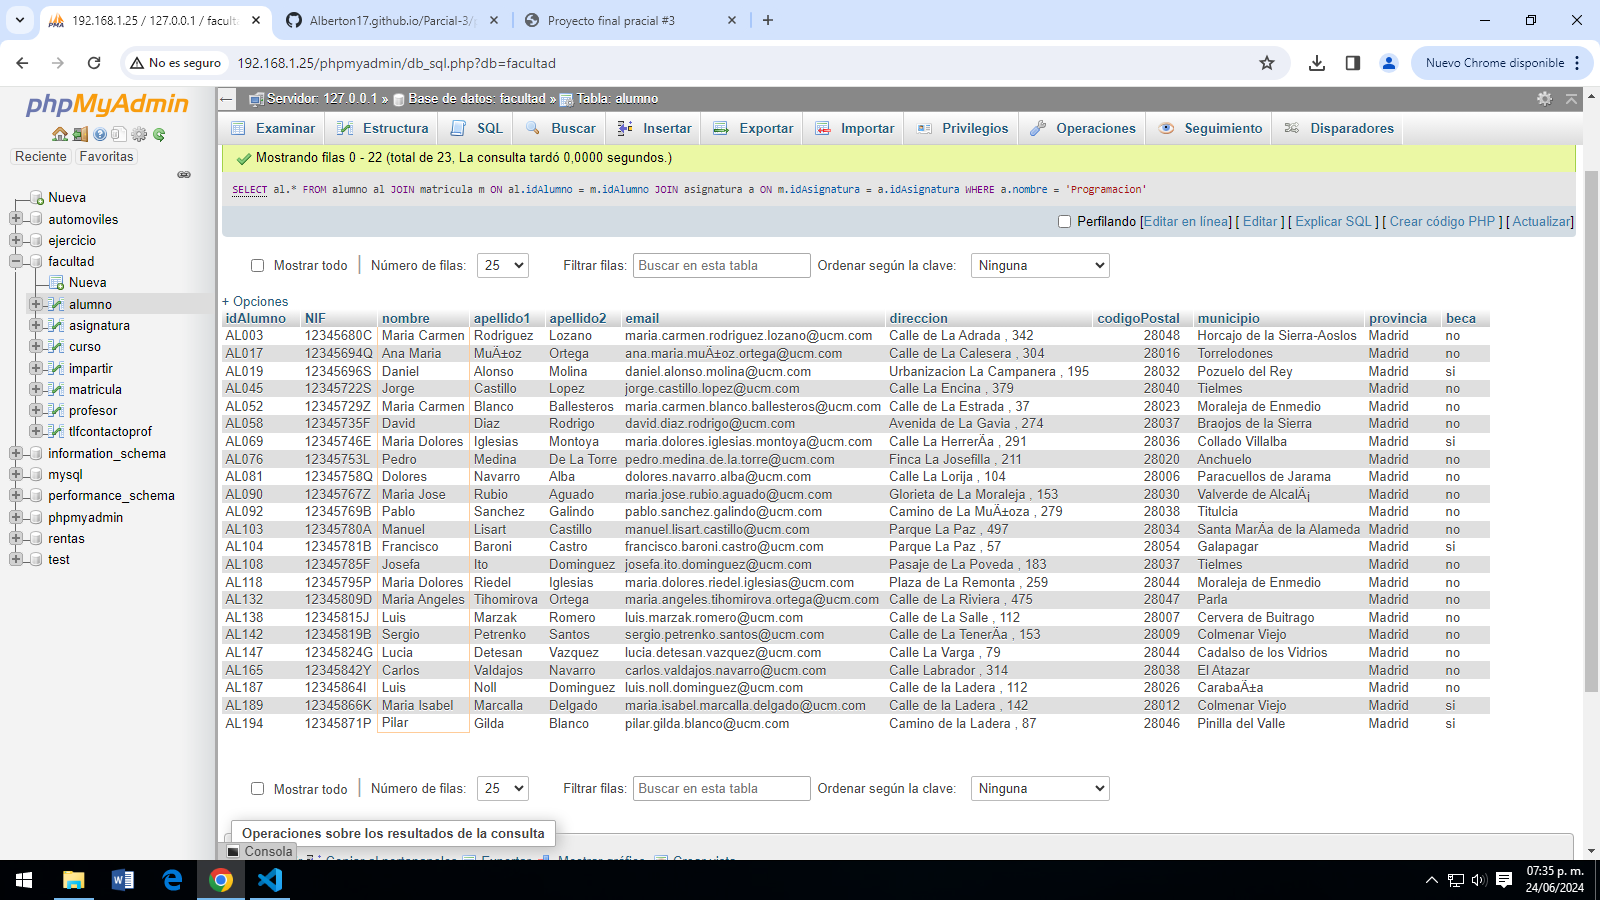 192.168.1.25 / 127.0.0.1 / faculta
Alberton17.github.io/Parcial-3/p
Proyecto final pracial #3
No es seguro
192.168.1.25/phpmyadmin/db_sql.php?db=facultad
Nuevo Chrome disponible
phpMyAdmin
Reciente
Favoritas
Nueva
automoviles
ejercicio
facultad
Nueva
alumno
asignatura
curso
impartir
matricula
profesor
tlfcontactoprof
information_schema
mysql
performance_schema
phpmyadmin
rentas
test
Servidor: 127.0.0.1 » Base de datos: facultad » Tabla: alumno
Examinar Estructura SQL Buscar Insertar Exportar Importar Privilegios Operaciones Seguimiento Disparadores
Mostrando filas 0 - 22 (total de 23, La consulta tardó 0,0000 segundos.)
SELECT al.* FROM alumno al JOIN matricula m ON al.idAlumno = m.idAlumno JOIN asignatura a ON m.idAsignatura = a.idAsignatura WHERE a.nombre = 'Programacion'
Perfilando [Editar en línea] [ Editar ] [ Explicar SQL ] [ Crear código PHP ] [ Actualizar]
Mostrar todo | Número de filas: 25 Filtrar filas: Buscar en esta tabla Ordenar según la clave: Ninguna
+ Opciones
idAlumno NIF nombre apellido1 apellido2 email direccion codigoPostal municipio provincia beca
AL003 12345680C Maria Carmen Rodriguez Lozano maria.carmen.rodriguez.lozano@ucm.com Calle de La Adrada , 342 28048 Horcajo de la Sierra-Aoslos Madrid no
AL017 12345694Q Ana Maria MuÃ±oz Ortega ana.maria.muÃ±oz.ortega@ucm.com Calle de La Calesera , 304 28016 Torrelodones Madrid no
AL019 12345696S Daniel Alonso Molina daniel.alonso.molina@ucm.com Urbanizacion La Campanera , 195 28032 Pozuelo del Rey Madrid si
AL045 12345722S Jorge Castillo Lopez jorge.castillo.lopez@ucm.com Calle La Encina , 379 28040 Tielmes Madrid no
AL052 12345729Z Maria Carmen Blanco Ballesteros maria.carmen.blanco.ballesteros@ucm.com Calle de La Estrada , 37 28023 Moraleja de Enmedio Madrid no
AL058 12345735F David Diaz Rodrigo david.diaz.rodrigo@ucm.com Avenida de La Gavia , 274 28037 Braojos de la Sierra Madrid no
AL069 12345746E Maria Dolores Iglesias Montoya maria.dolores.iglesias.montoya@ucm.com Calle La HerrerÃa , 291 28036 Collado Villalba Madrid si
AL076 12345753L Pedro Medina De La Torre pedro.medina.de.la.torre@ucm.com Finca La Josefilla , 211 28020 Anchuelo Madrid no
AL081 12345758Q Dolores Navarro Alba dolores.navarro.alba@ucm.com Calle La Lorija , 104 28006 Paracuellos de Jarama Madrid no
AL090 12345767Z Maria Jose Rubio Aguado maria.jose.rubio.aguado@ucm.com Glorieta de La Moraleja , 153 28030 Valverde de AlcalÃ¡ Madrid no
AL092 12345769B Pablo Sanchez Galindo pablo.sanchez.galindo@ucm.com Camino de La MuÃ±oza , 279 28038 Titulcia Madrid no
AL103 12345780A Manuel Lisart Castillo manuel.lisart.castillo@ucm.com Parque La Paz , 497 28034 Santa MarÃa de la Alameda Madrid no
AL104 12345781B Francisco Baroni Castro francisco.baroni.castro@ucm.com Parque La Paz , 57 28054 Galapagar Madrid si
AL108 12345785F Josefa Ito Dominguez josefa.ito.dominguez@ucm.com Pasaje de La Poveda , 183 28037 Tielmes Madrid no
AL118 12345795P Maria Dolores Riedel Iglesias maria.dolores.riedel.iglesias@ucm.com Plaza de La Remonta , 259 28044 Moraleja de Enmedio Madrid no
AL132 12345809D Maria Angeles Tihomirova Ortega maria.angeles.tihomirova.ortega@ucm.com Calle de La Riviera , 475 28047 Parla Madrid no
AL138 12345815J Luis Marzak Romero luis.marzak.romero@ucm.com Calle de La Salle , 112 28007 Cervera de Buitrago Madrid no
AL142 12345819B Sergio Petrenko Santos sergio.petrenko.santos@ucm.com Calle de La TenerÃa , 153 28009 Colmenar Viejo Madrid no
AL147 12345824G Lucia Detesan Vazquez lucia.detesan.vazquez@ucm.com Calle La Varga , 79 28044 Cadalso de los Vidrios Madrid no
AL165 12345842Y Carlos Valdajos Navarro carlos.valdajos.navarro@ucm.com Calle Labrador , 314 28038 El Atazar Madrid no
AL187 12345864I Luis Noll Dominguez luis.noll.dominguez@ucm.com Calle de la Ladera , 112 28026 CarabaÃ±a Madrid no
AL189 12345866K Maria Isabel Marcalla Delgado maria.isabel.marcalla.delgado@ucm.com Calle de la Ladera , 142 28012 Colmenar Viejo Madrid si
AL194 12345871P Pilar Gilda Blanco pilar.gilda.blanco@ucm.com Camino de la Ladera , 87 28046 Pinilla del Valle Madrid si
Mostrar todo | Número de filas: 25 Filtrar filas: Buscar en esta tabla Ordenar según la clave: Ninguna
Operaciones sobre los resultados de la consulta
Consola
07:35 p. m.
24/06/2024